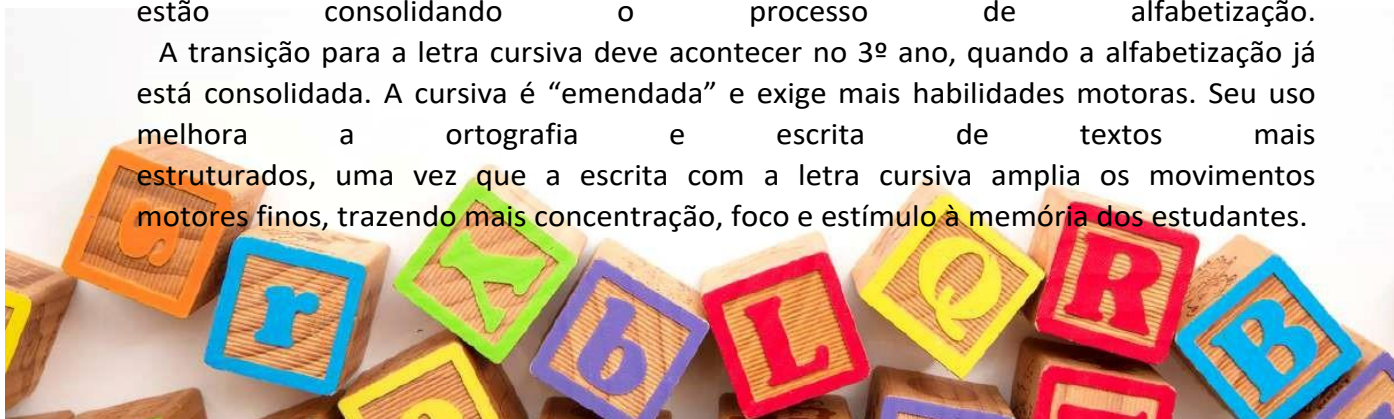 estão consolidando o processo de alfabetização.
A transição para a letra cursiva deve acontecer no 3º ano, quando a alfabetização já
está consolidada. A cursiva é “emendada” e exige mais habilidades motoras. Seu uso
melhora a ortografia e escrita de textos mais
estruturados, uma vez que a escrita com a letra cursiva amplia os movimentos
motores finos, trazendo mais concentração, foco e estímulo à memória dos estudantes.
s r k b L Q R B